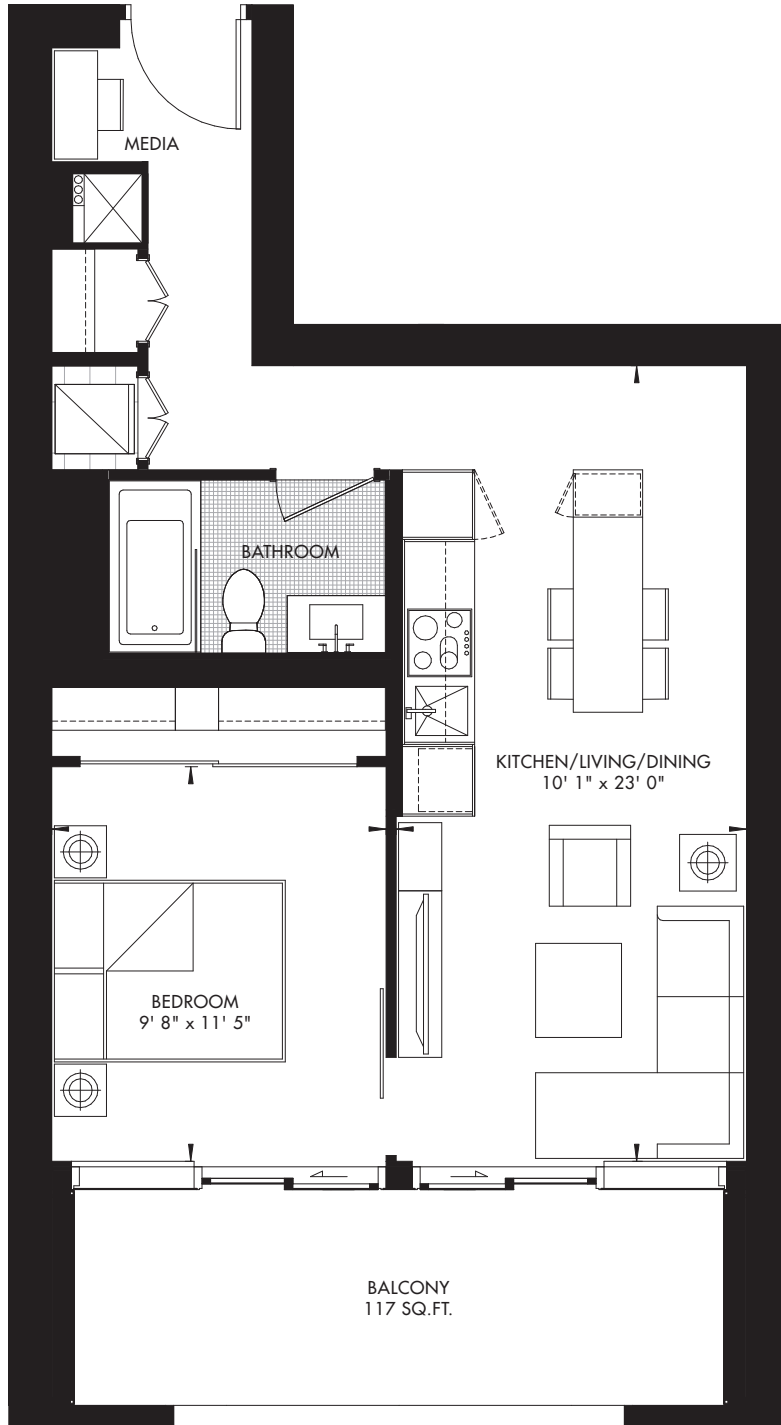 MEDIA
BATHROOM
KITCHEN/LIVING/DINING
10' 1" x 23' 0"
BEDROOM
9' 8" x 11' 5"
BALCONY
117 SQ.FT.